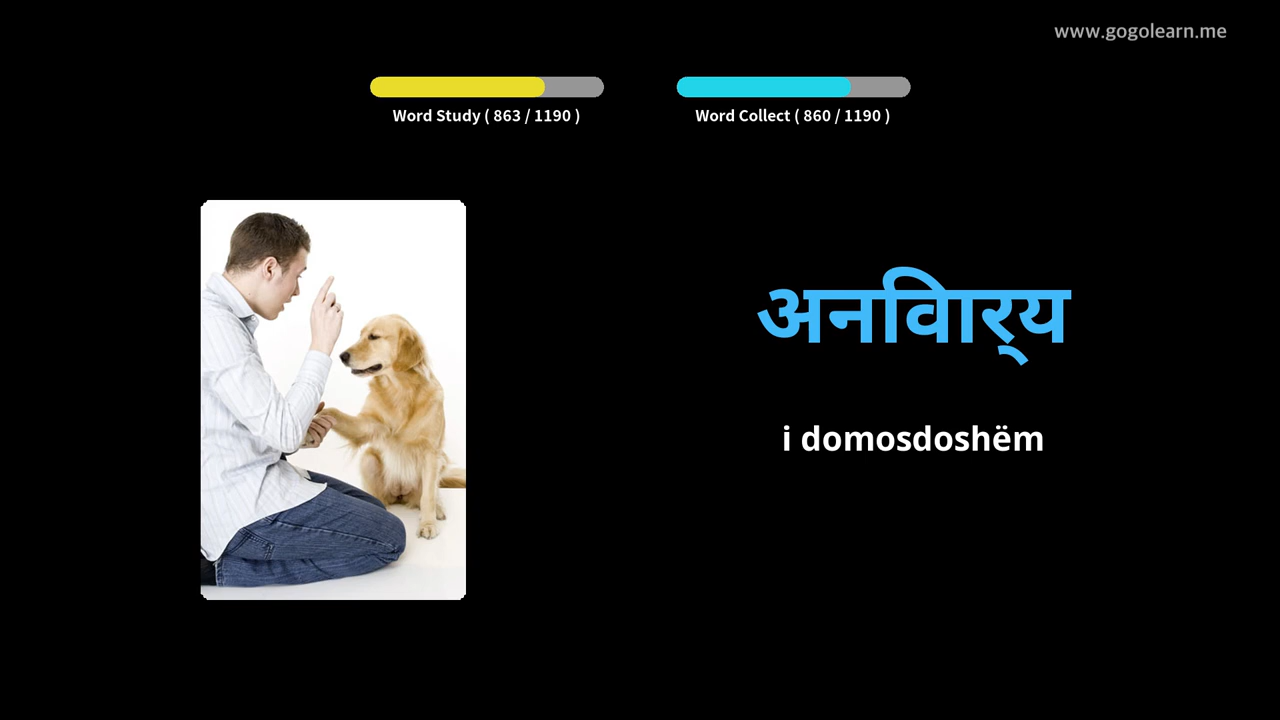 www.gogolearn.me
Word Study ( 863 / 1190 )
Word Collect ( 860 / 1190 )
अनिवार्य
i domosdoshëm